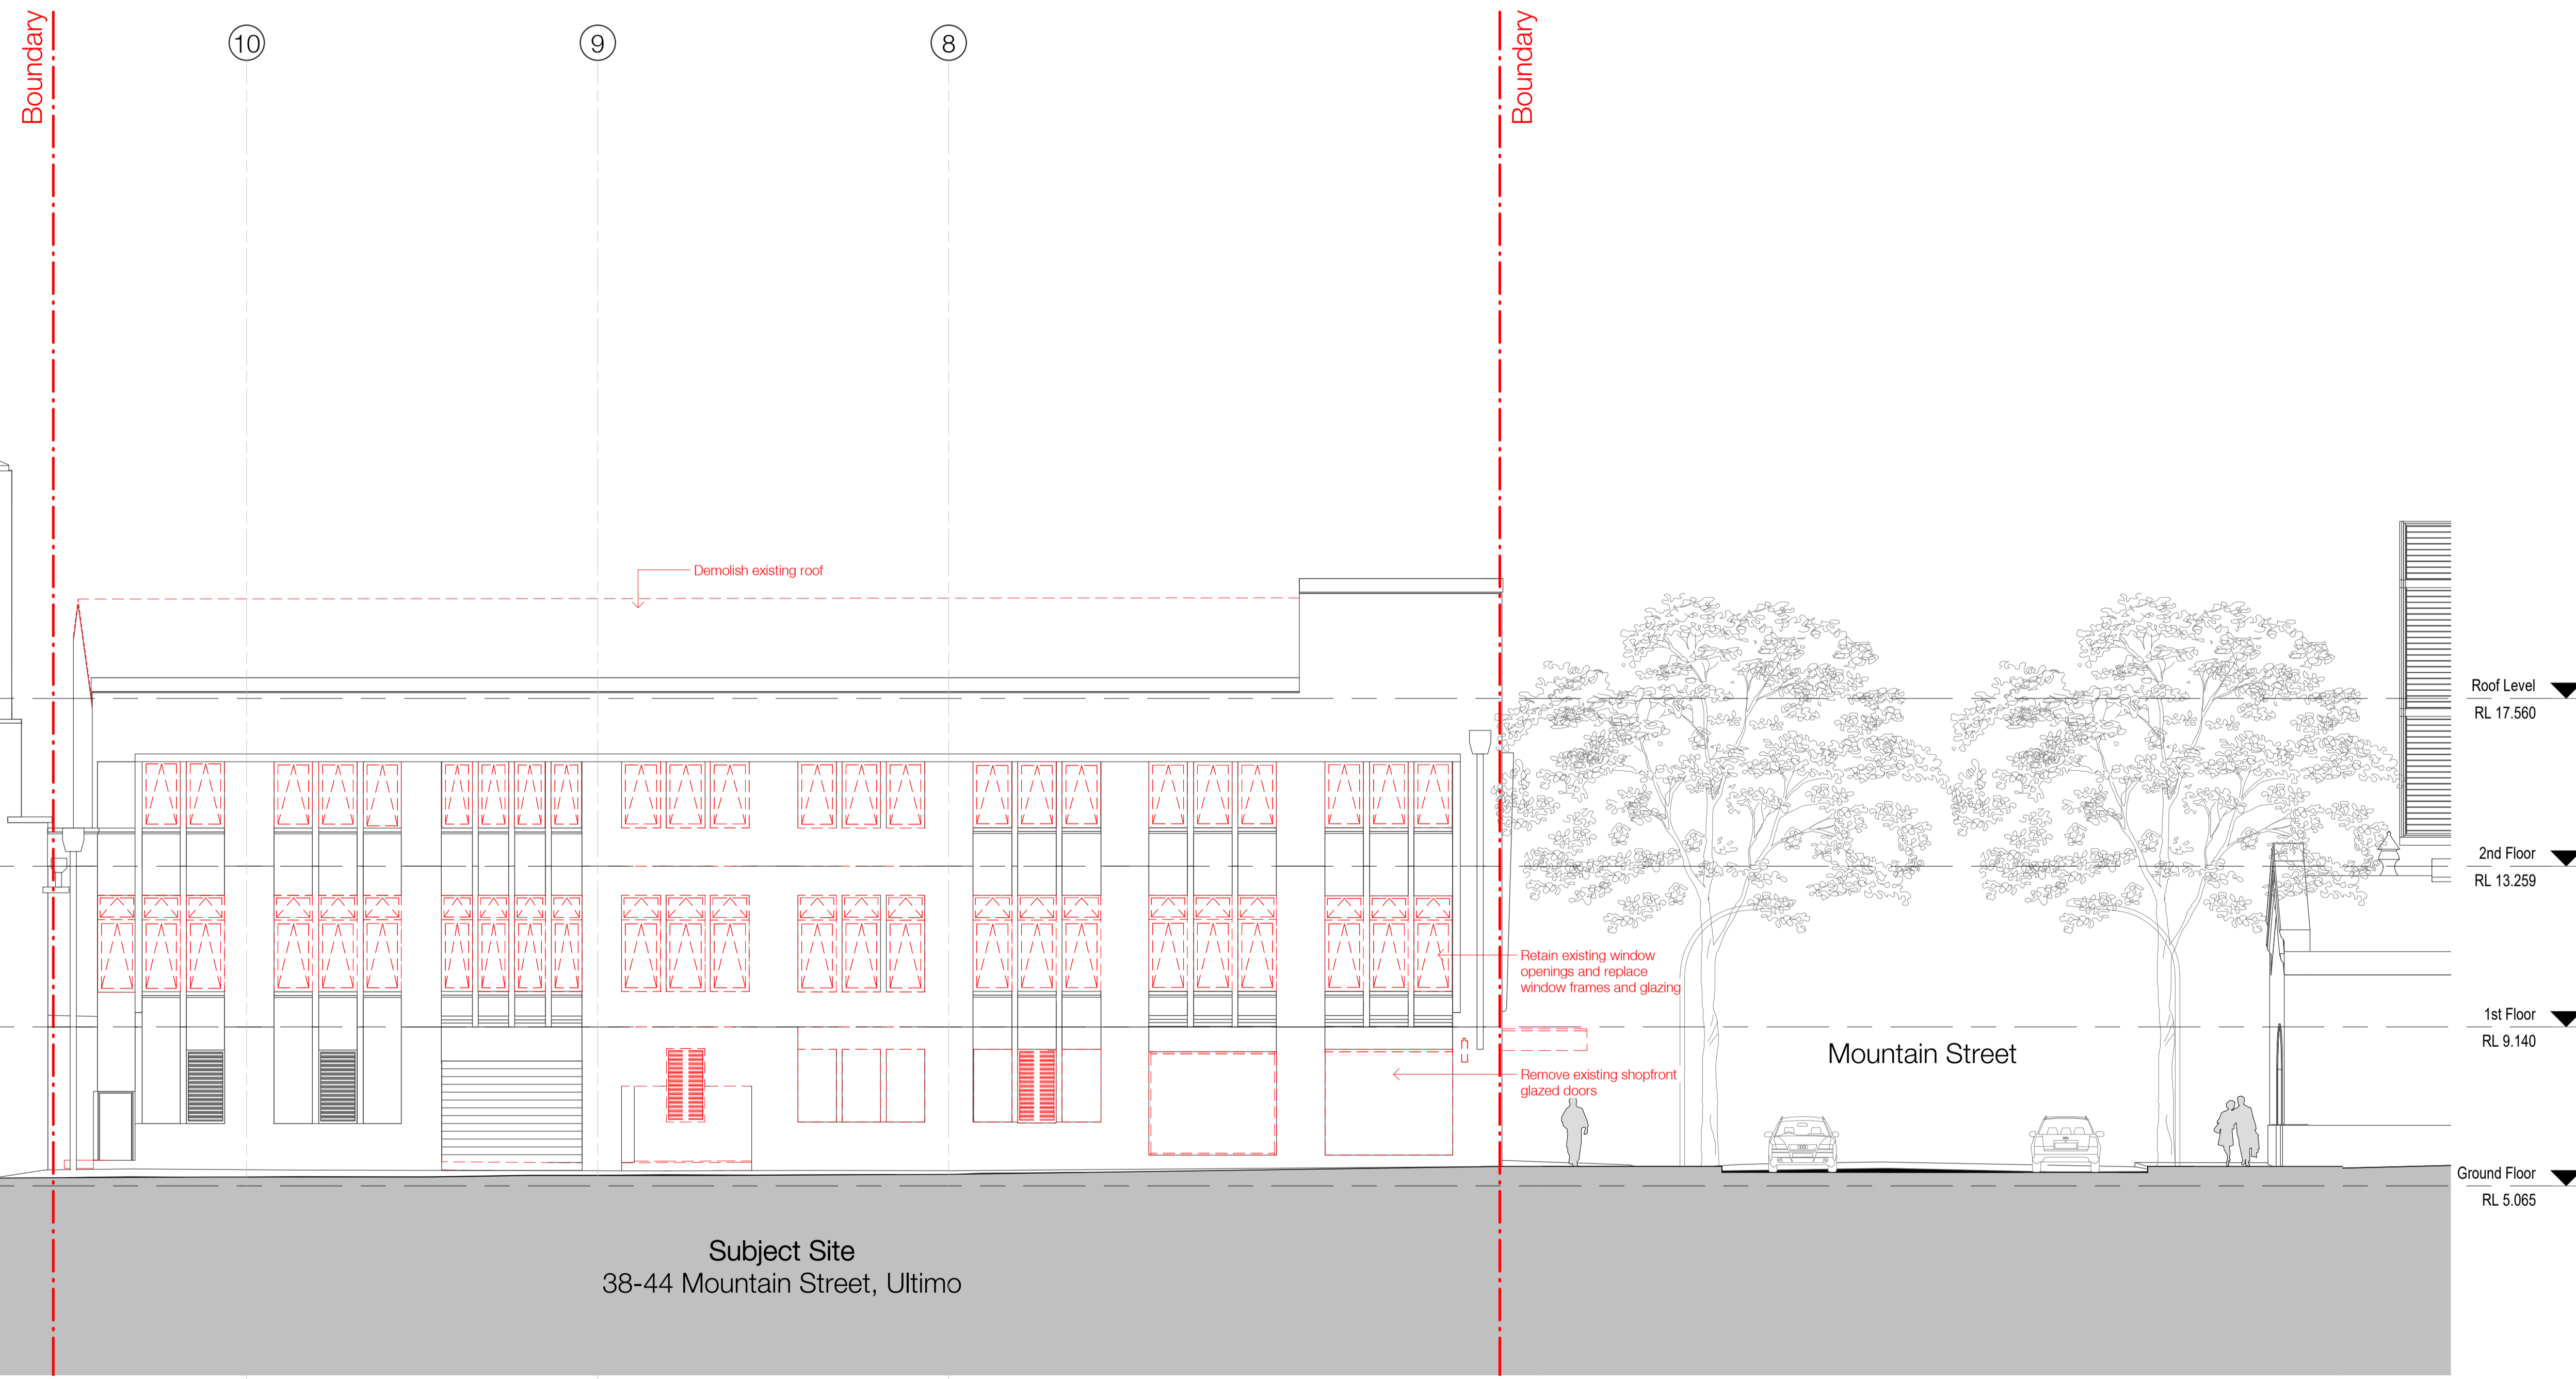 Boundary
10
9
8
Boundary
Demolish existing roof
Roof Level
RL 17.560
2nd Floor
RL 13.259
Retain existing window
openings and replace
window frames and glazing
1st Floor
RL 9.140
Mountain Street
Remove existing shopfront
glazed doors
Ground Floor
RL 5.065
Subject Site
38-44 Mountain Street, Ultimo